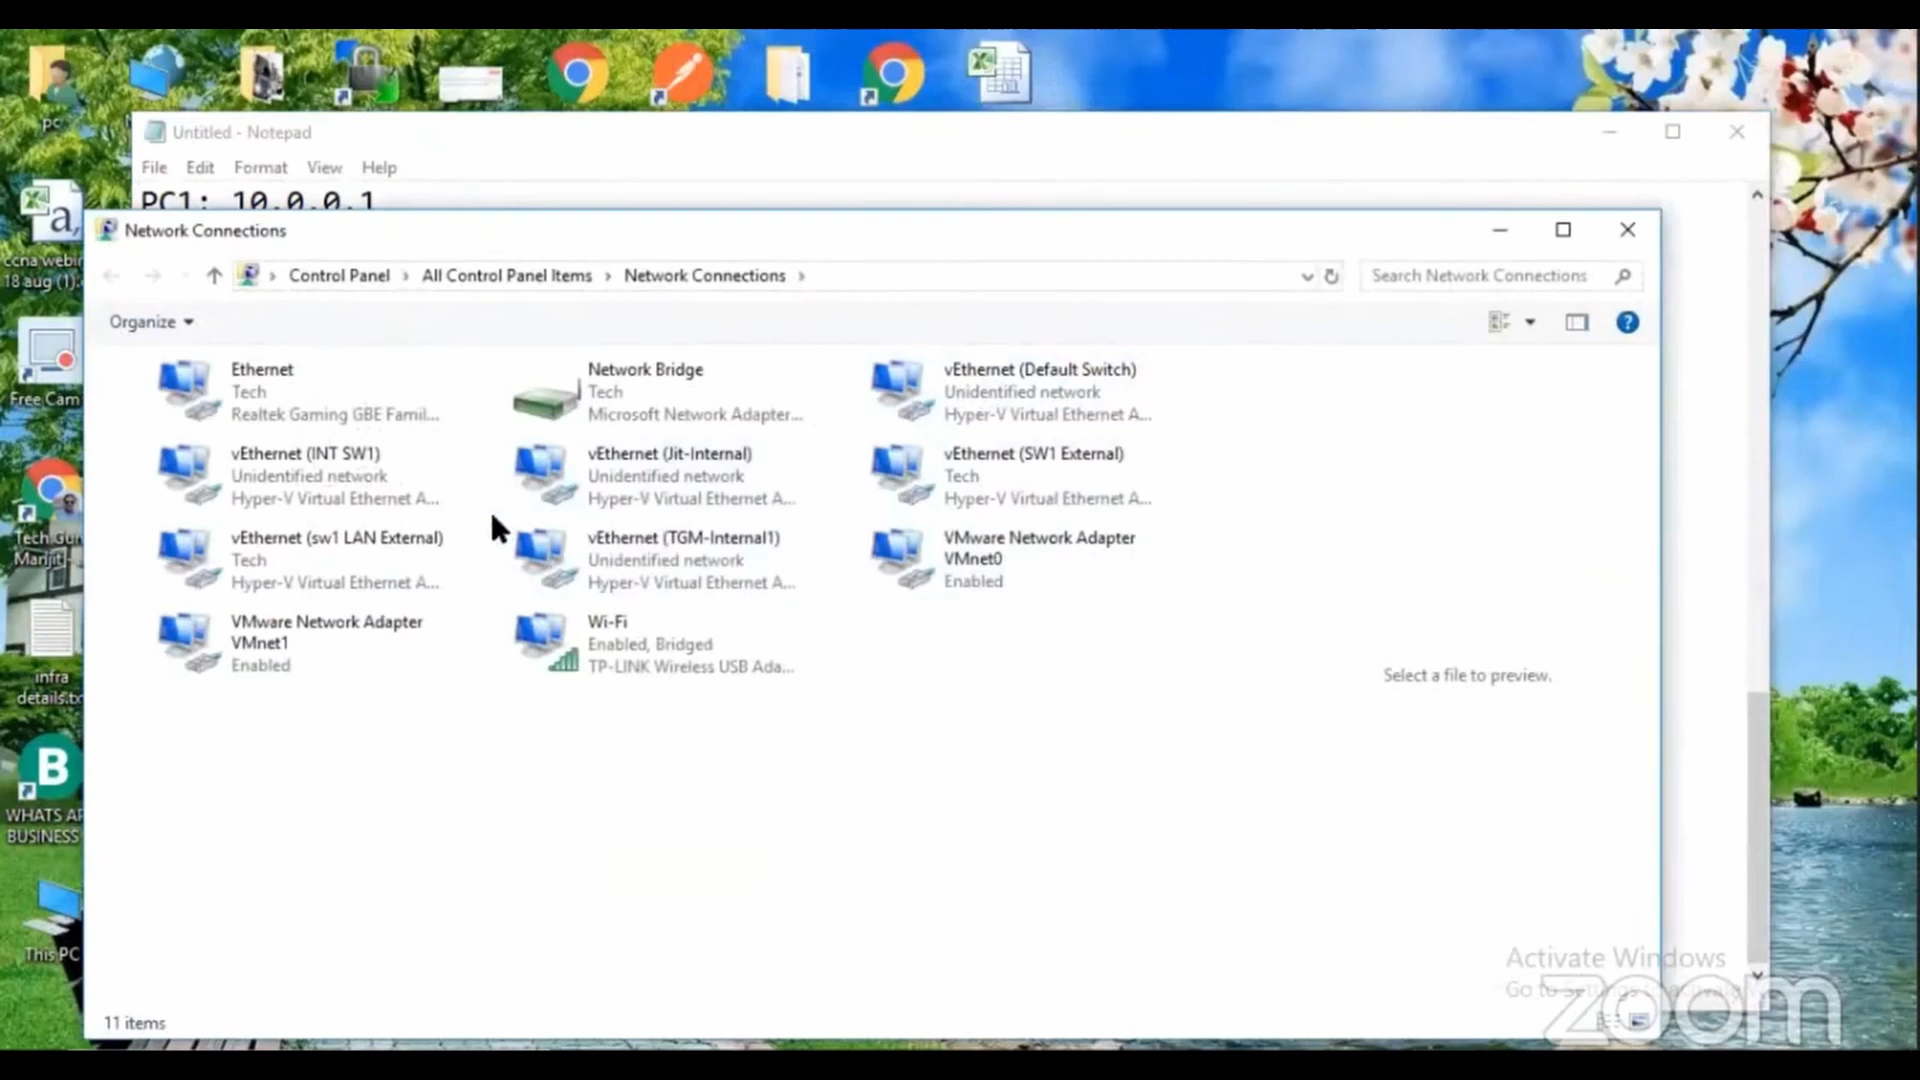 pc
Untitled - Notepad
File Edit Format View Help
PC1: 10.0.0.1
Network Connections
Control Panel > All Control Panel Items > Network Connections >
Search Network Connections
Organize
Ethernet
Tech
Realtek Gaming GBE Famil...
Network Bridge
Tech
Microsoft Network Adapter...
vEthernet (Default Switch)
Unidentified network
Hyper-V Virtual Ethernet A...
vEthernet (INT SW1)
Unidentified network
Hyper-V Virtual Ethernet A...
vEthernet (Jit-Internal)
Unidentified network
Hyper-V Virtual Ethernet A...
vEthernet (SW1 External)
Tech
Hyper-V Virtual Ethernet A...
vEthernet (sw1 LAN External)
Tech
Hyper-V Virtual Ethernet A...
vEthernet (TGM-Internal1)
Unidentified network
Hyper-V Virtual Ethernet A...
VMware Network Adapter
VMnet0
Enabled
VMware Network Adapter
VMnet1
Enabled
Wi-Fi
Enabled, Bridged
TP-LINK Wireless USB Ada...
Select a file to preview.
11 items
ccna webin
18 aug (1).
Free Cam
Tech Gu
Manjit
infra
details.tx
B
WHATS AP
BUSINESS
This PC
Activate Windows
Go to
zoom